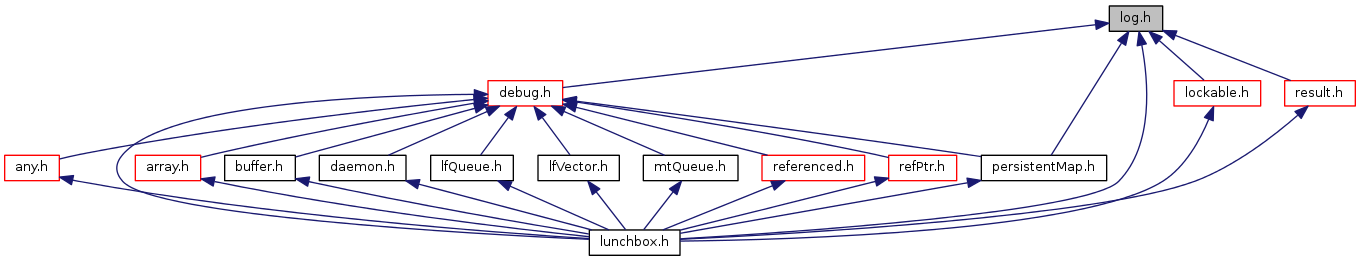 log.h
debug.h
lockable.h
result.h
any.h
array.h
buffer.h
daemon.h
lfQueue.h
lfVector.h
mtQueue.h
referenced.h
refPtr.h
persistentMap.h
lunchbox.h